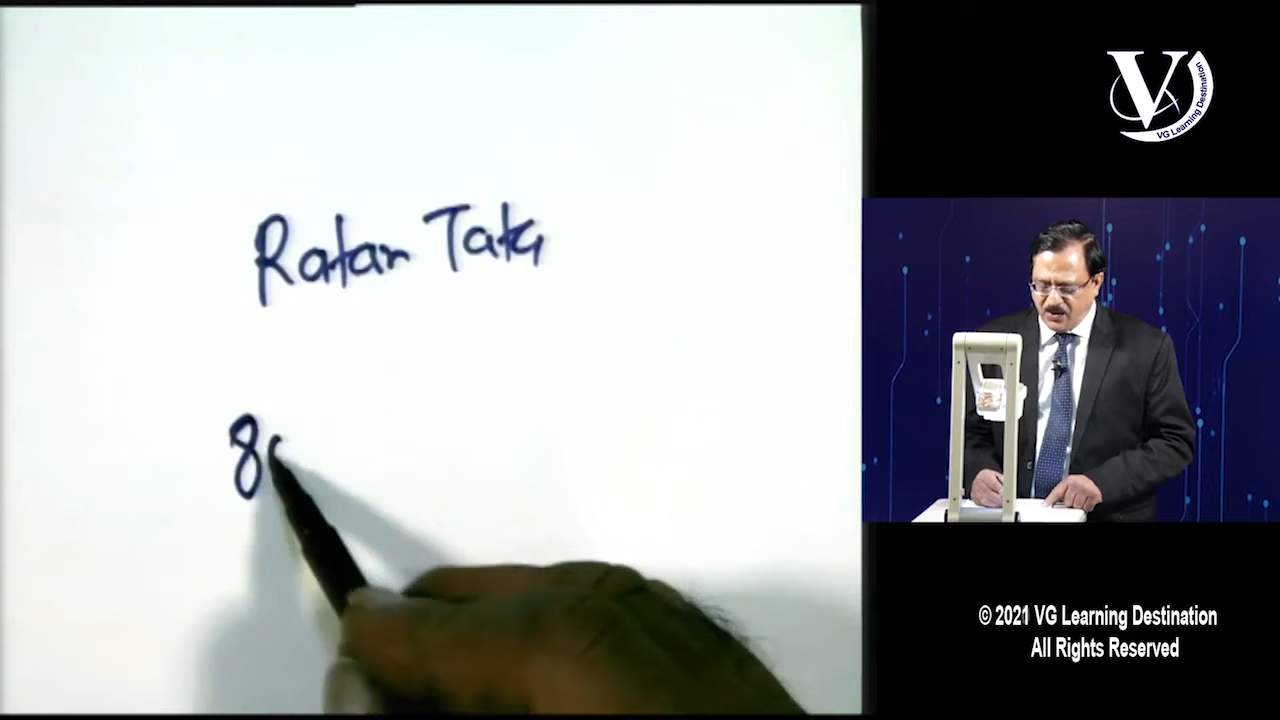 Ratan Tata
8
V
VG Learning Destination
© 2021 VG Learning Destination
All Rights Reserved